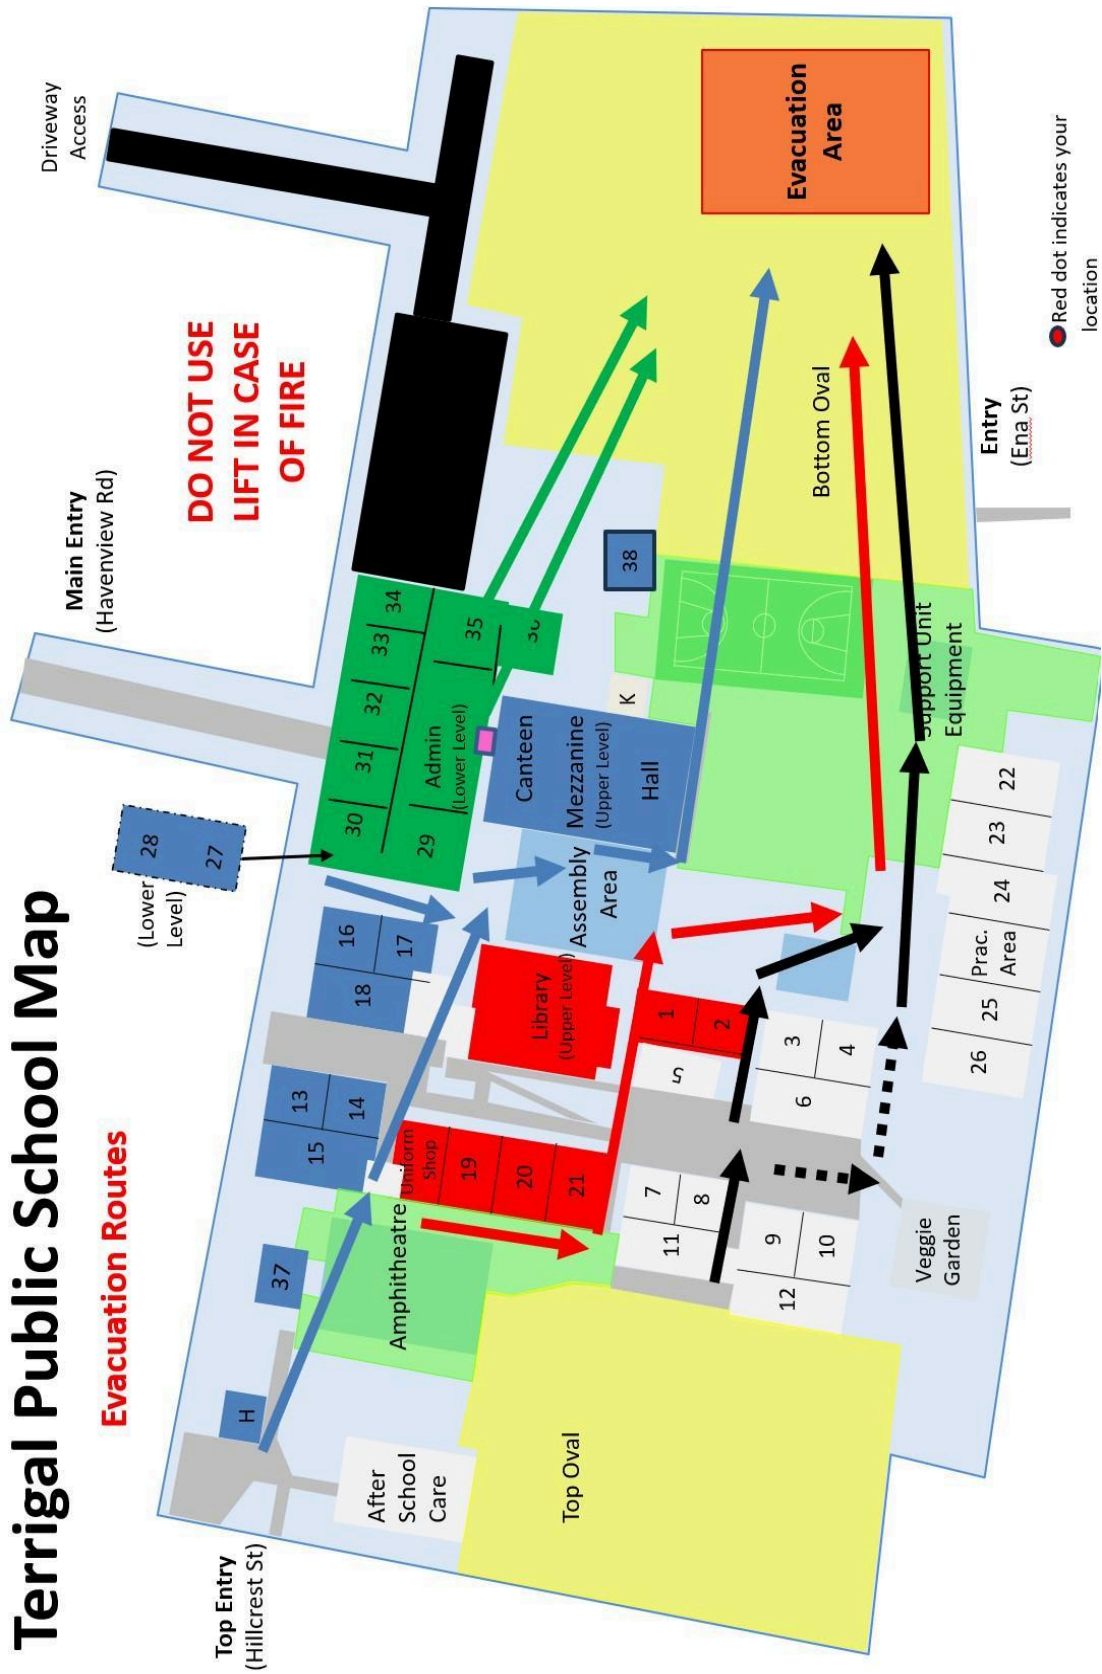 Terrigal Public School Map
Evacuation Routes
DO NOT USE
LIFT IN CASE
OF FIRE
Top Entry
(Hillcrest St)
Main Entry
(Havenview Rd)
Driveway
Access
28
27
(Lower
Level)
H
37
After
School
Care
Top Oval
Amphitheatre
15
13
14
18
16
17
Uniform
Shop
19
20
21
Library
(Upper Level)
Assembly
Area
30
31
32
33
34
29
Admin
(Lower Level)
35
36
Canteen
Mezzanine
(Upper Level)
Hall
K
38
11
7
8
12
9
10
5
1
2
6
3
4
Veggie
Garden
26
25
Prac.
Area
24
23
22
Support Unit
Equipment
Bottom Oval
Evacuation
Area
Entry
(Ena St)
Red dot indicates your
location